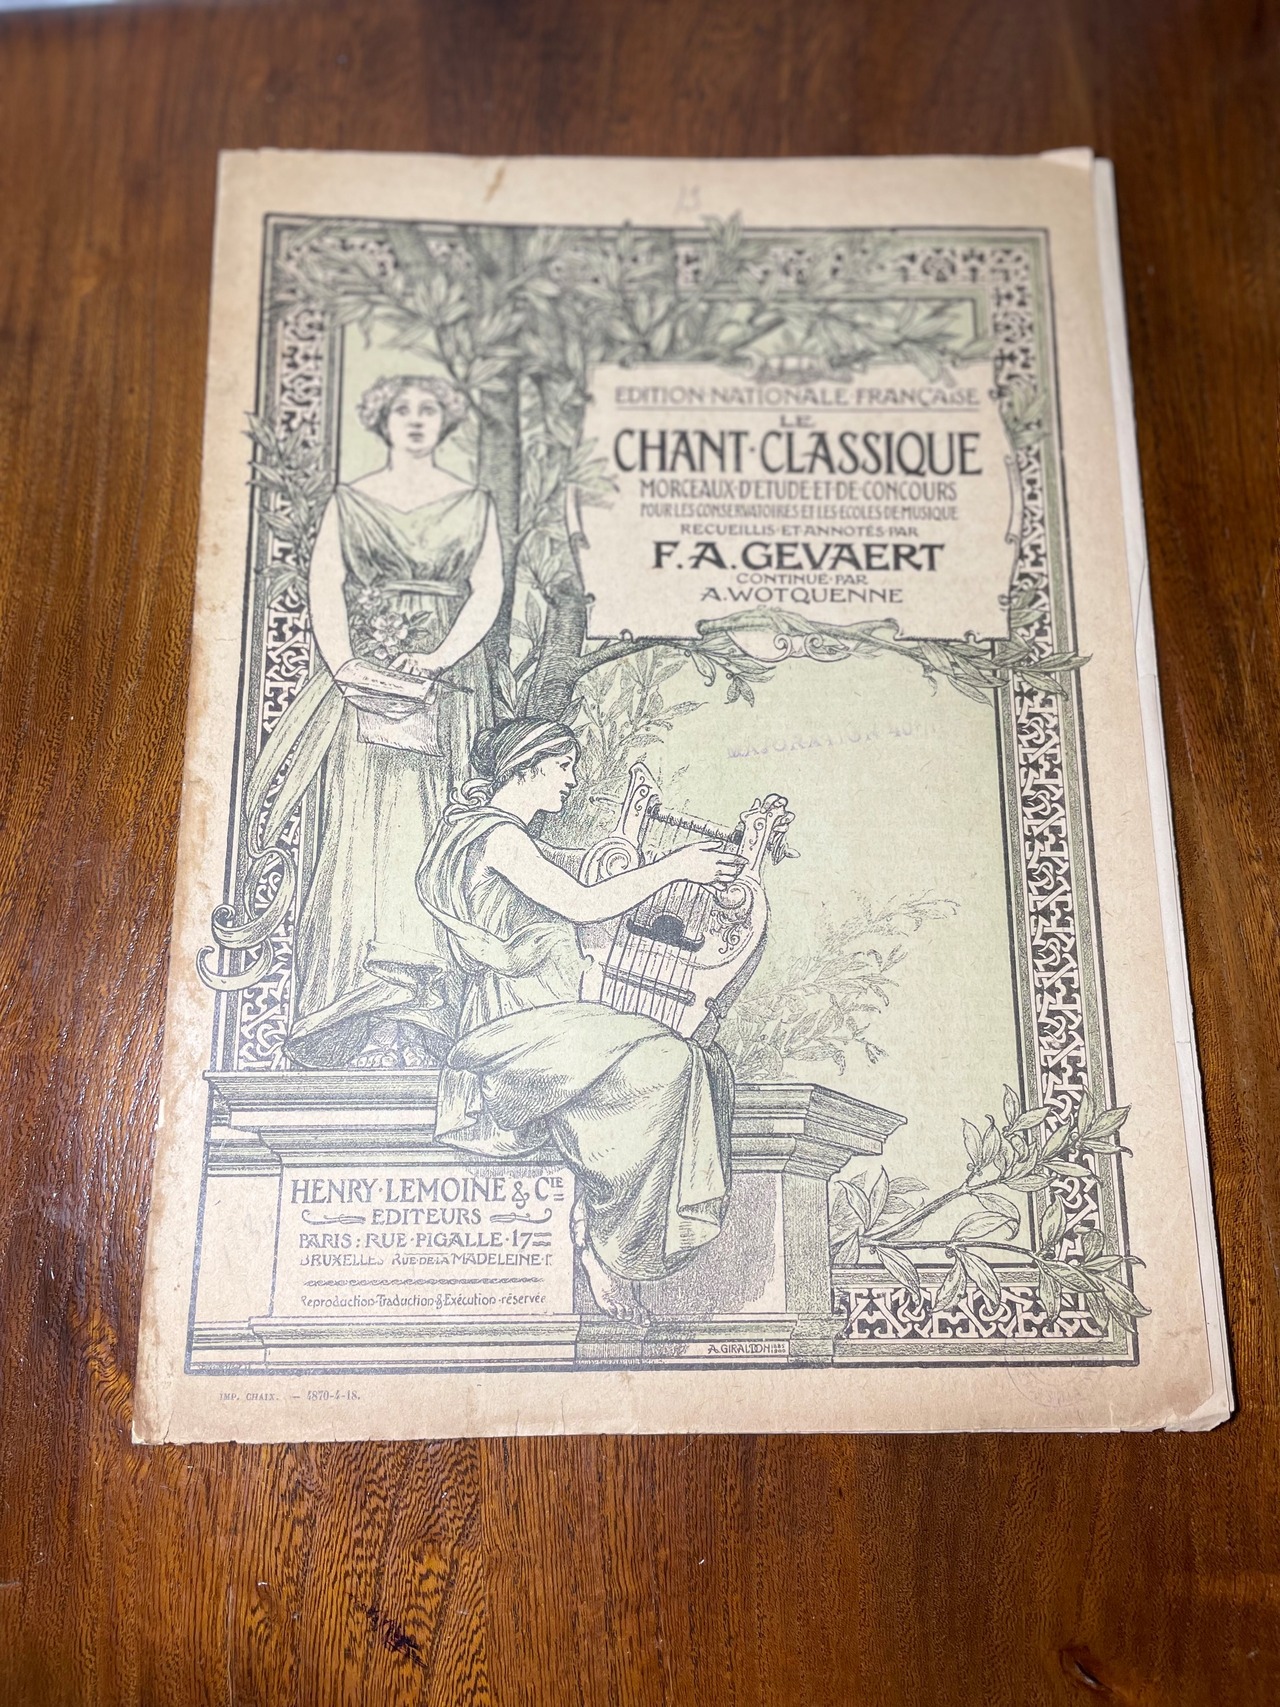 EDITION·NATIONALE·FRANÇAISE
LE
CHANT·CLASSIQUE
MORCEAUX·D'ETUDE·ET·DE·CONCOURS
POUR LES CONSERVATOIRES ET LES ECOLES DE MUSIQUE
RECUEILLIS·ET·ANNOTÉS·PAR
F. A. GEVAERT
CONTINUÉ·PAR
A. WOTQUENNE
MAJORATION
HENRY·LEMOINE & CIE
EDITEURS
PARIS: RUE·PIGALLE·17
BRUXELLES RUE DE LA MADELEINE
Reproduction·Traduction·&·Exécution·réservée
A. GIRALDON
IMP. CHAIX. — 4870-4-18.